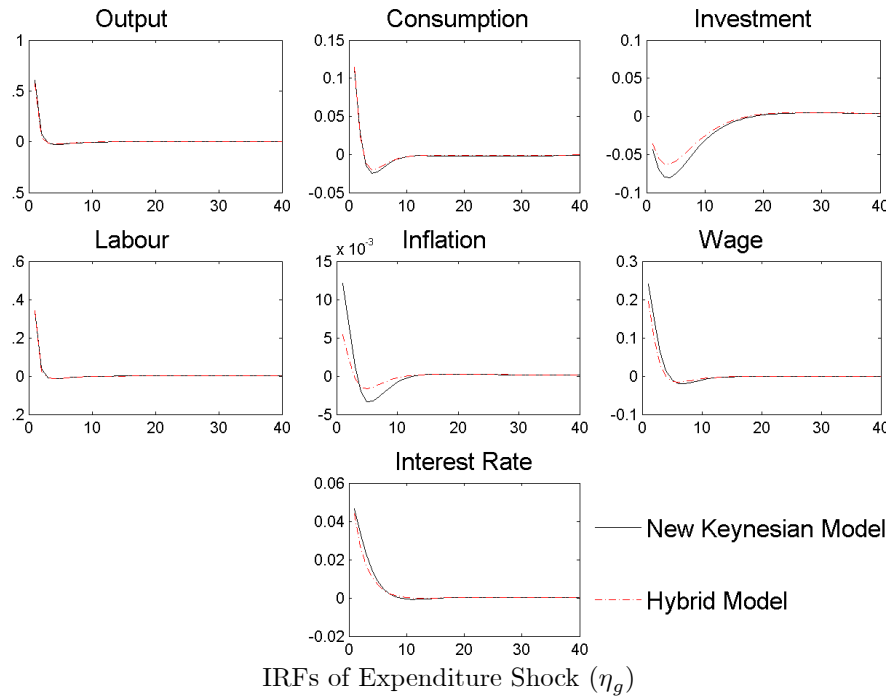 Output
Consumption
Investment
1
.5
0
.5
0 10 20 30 40
0.15
0.1
0.05
0
-0.05
0 10 20 30 40
0.1
0.05
0
-0.05
-0.1
0 10 20 30 40
Labour
Inflation
Wage
.6
.4
.2
0
.2
0 10 20 30 40
x 10⁻³
15
10
5
0
-5
0 10 20 30 40
0.3
0.2
0.1
0
-0.1
0 10 20 30 40
Interest Rate
0.06
0.04
0.02
0
-0.02
0 10 20 30 40
New Keynesian Model
Hybrid Model
IRFs of Expenditure Shock (η_g)